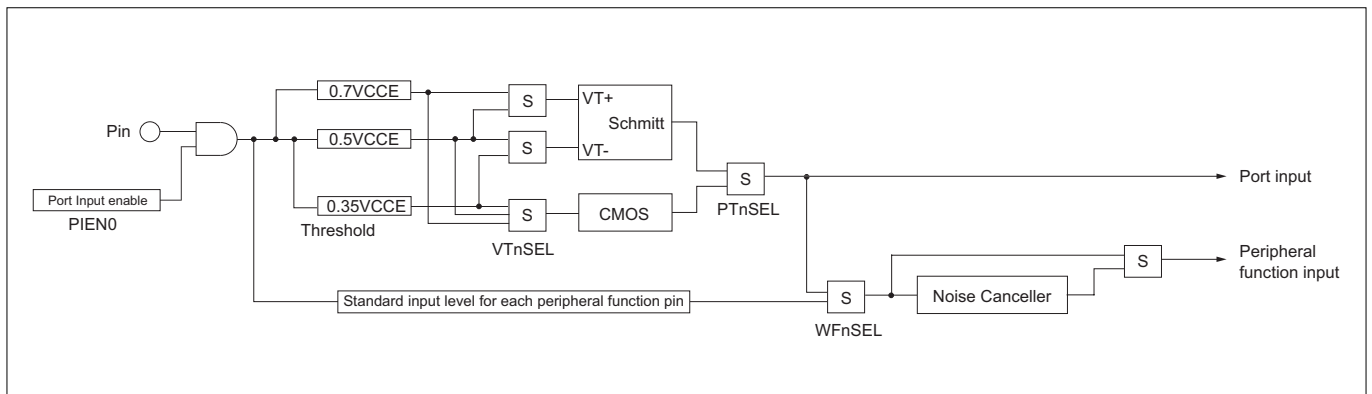 0.7VCCE
S
VT+
Schmitt
VT-
Pin
0.5VCCE
S
S
PTnSEL
Port input
Port Input enable
PIEN0
0.35VCCE
Threshold
S
VTnSEL
CMOS
S
Peripheral
function input
Standard input level for each peripheral function pin
S
WFnSEL
Noise Canceller